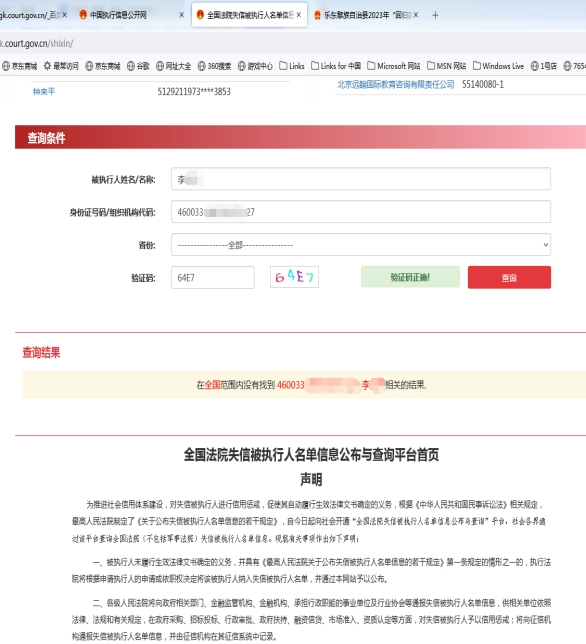 gk.court.gov.cn/_百 × 中国执行信息公开网 × 全国法院失信被执行人名单信息 × 乐东黎族自治县2023年 × +
k.court.gov.cn/shixin/
京东商城 最常访问 京东商城 谷歌 网址大全 360搜索 游戏中心 Links Links for 中国 Microsoft 网站 MSN 网站 Windows Live 1号店 7654
钟来平 5129211973****3853 北京远翰国际教育咨询有限责任公司 55140080-1
查询条件
被执行人姓名/名称: 李
身份证号码/组织机构代码: 460033 27
省份: ----------------全部----------------
验证码: 64E7 64E7 验证码正确! 查询
查询结果
在全国范围内没有找到 460033 李 相关的结果.
全国法院失信被执行人名单信息公布与查询平台首页
声明
为推进社会信用体系建设，对失信被执行人进行信用惩戒，促使其自动履行生效法律文书确定的义务，根据《中华人民共和国民事诉讼法》相关规定，
最高人民法院制定了《关于公布失信被执行人名单信息的若干规定》，自今日起向社会开通“全国法院失信被执行人名单信息公布与查询”平台，社会各界通
过该平台查询全国法院（不包括军事法院）失信被执行人名单信息。现就有关事项作出如下声明：
一、被执行人未履行生效法律文书确定的义务，并具有《最高人民法院关于公布失信被执行人名单信息的若干规定》第一条规定的情形之一的，执行法
院将根据申请执行人的申请或依职权决定将该被执行人纳入失信被执行人名单，并通过本网站予以公布。
二、各级人民法院将向政府相关部门、金融监管机构、金融机构、承担行政职能的事业单位及行业协会等通报失信被执行人名单信息，供相关单位依照
法律、法规和有关规定，在政府采购、招标投标、行政审批、政府扶持、融资信贷、市场准入、资质认定等方面，对失信被执行人予以信用惩戒；将向征信机
构通报失信被执行人名单信息，并由征信机构在其征信系统中记录。